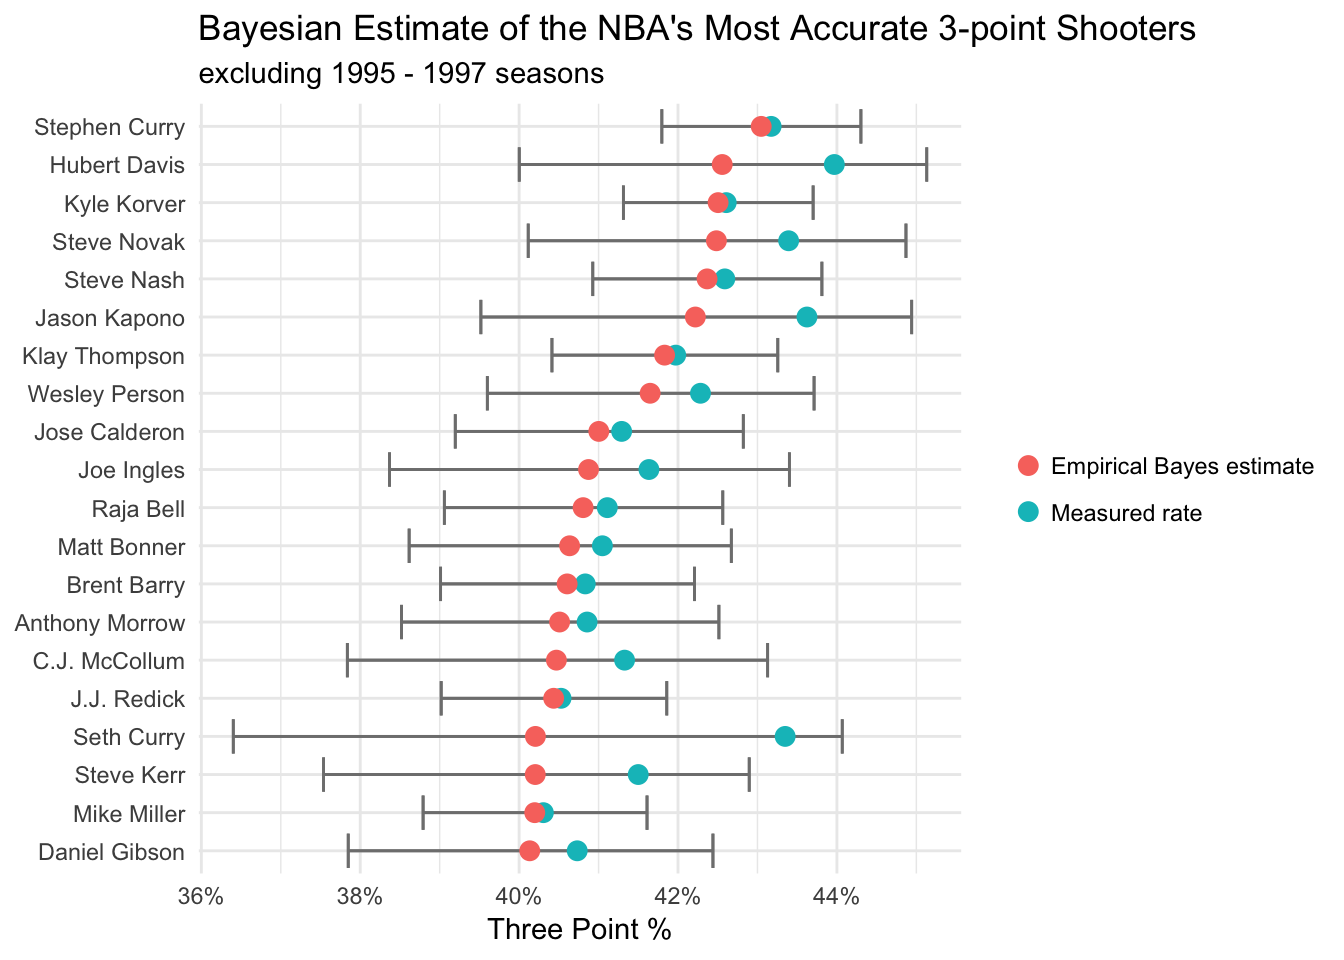 Bayesian Estimate of the NBA's Most Accurate 3-point Shooters
excluding 1995 - 1997 seasons
Stephen Curry
Hubert Davis
Kyle Korver
Steve Novak
Steve Nash
Jason Kapono
Klay Thompson
Wesley Person
Jose Calderon
Joe Ingles
Raja Bell
Matt Bonner
Brent Barry
Anthony Morrow
C.J. McCollum
J.J. Redick
Seth Curry
Steve Kerr
Mike Miller
Daniel Gibson
36% 38% 40% 42% 44%
Three Point %
Empirical Bayes estimate
Measured rate